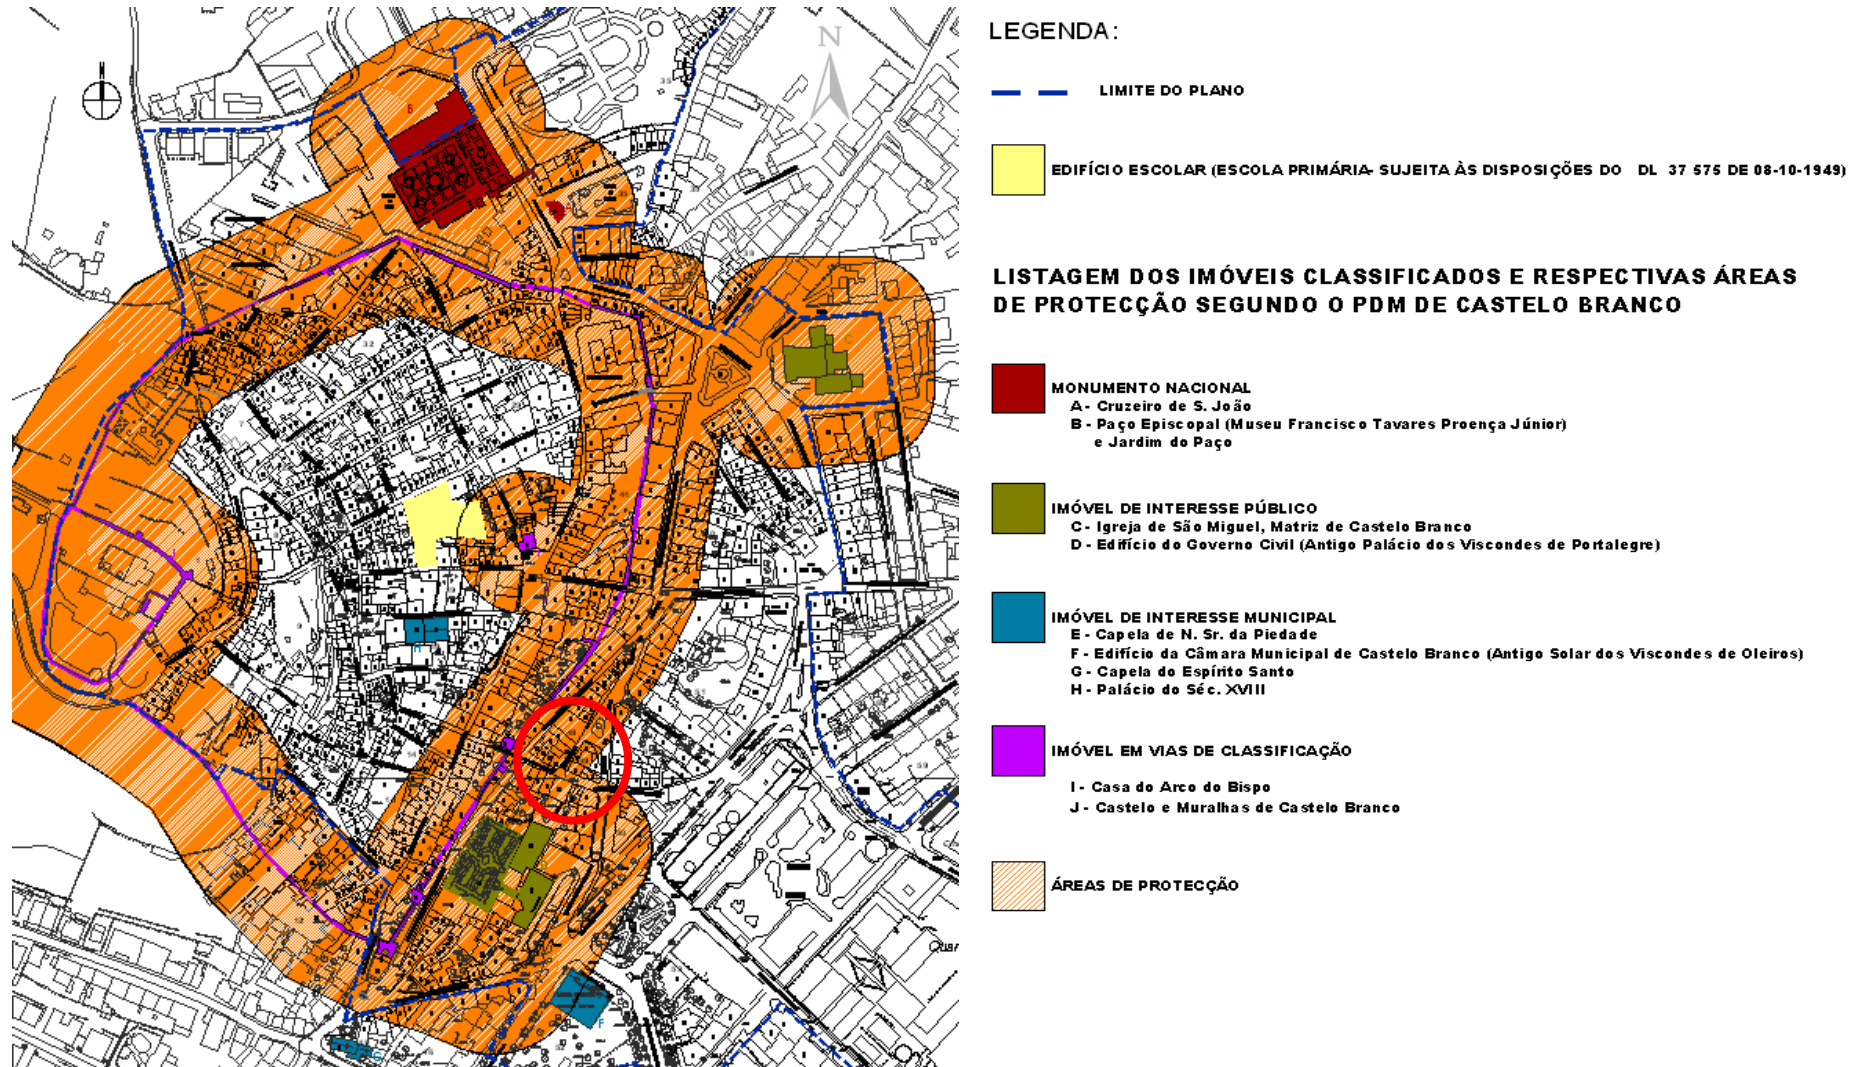 N
B
A
C
32
H
F
G
LEGENDA:
LIMITE DO PLANO
EDIFÍCIO ESCOLAR (ESCOLA PRIMÁRIA- SUJEITA ÀS DISPOSIÇÕES DO DL 37 575 DE 08-10-1949)
LISTAGEM DOS IMÓVEIS CLASSIFICADOS E RESPECTIVAS ÁREAS
DE PROTECÇÃO SEGUNDO O PDM DE CASTELO BRANCO
MONUMENTO NACIONAL
A - Cruzeiro de S. João
B - Paço Episcopal (Museu Francisco Tavares Proença Júnior)
e Jardim do Paço
IMÓVEL DE INTERESSE PÚBLICO
C - Igreja de São Miguel, Matriz de Castelo Branco
D - Edifício do Governo Civil (Antigo Palácio dos Viscondes de Portalegre)
IMÓVEL DE INTERESSE MUNICIPAL
E - Capela de N. Sr. da Piedade
F - Edifício da Câmara Municipal de Castelo Branco (Antigo Solar dos Viscondes de Oleiros)
G - Capela do Espírito Santo
H - Palácio do Séc. XVIII
IMÓVEL EM VIAS DE CLASSIFICAÇÃO
I - Casa do Arco do Bispo
J - Castelo e Muralhas de Castelo Branco
ÁREAS DE PROTECÇÃO